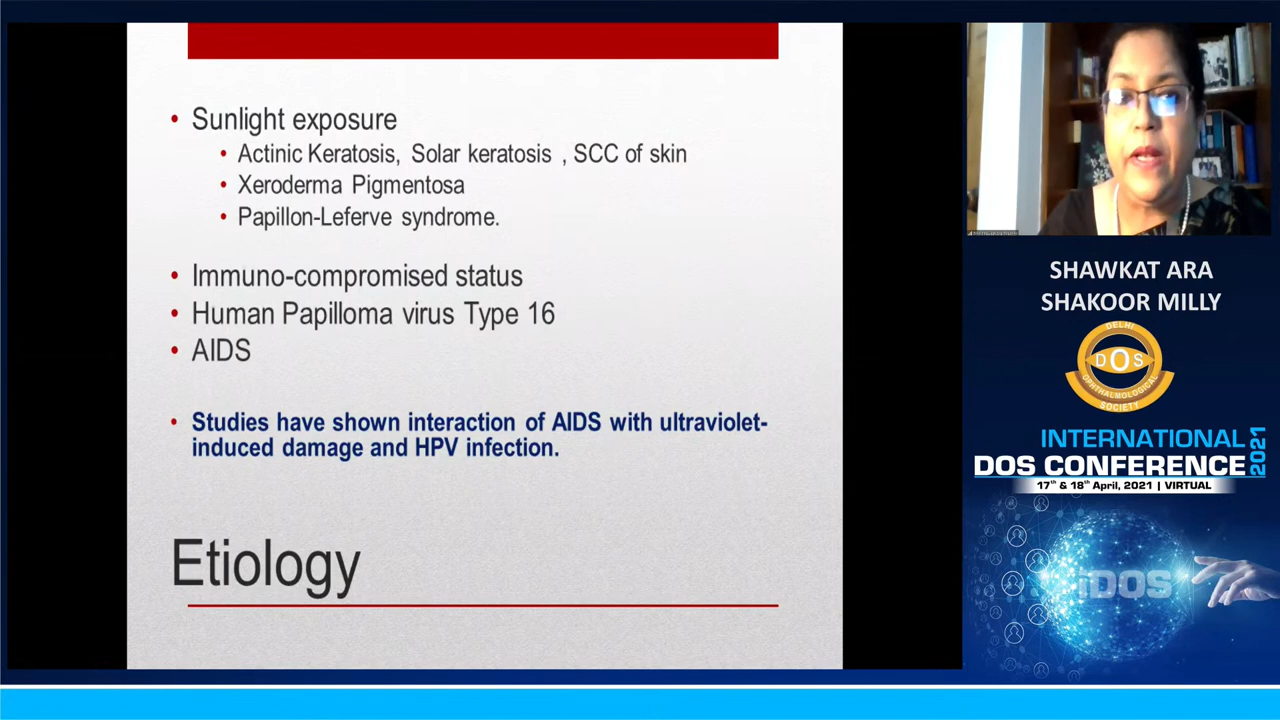 • Sunlight exposure
• Actinic Keratosis, Solar keratosis , SCC of skin
• Xeroderma Pigmentosa
• Papillon-Leferve syndrome.
• Immuno-compromised status
• Human Papilloma virus Type 16
• AIDS
• Studies have shown interaction of AIDS with ultraviolet-
induced damage and HPV infection.
Etiology
SHAWKAT ARA
SHAKOOR MILLY
DELHI
DOS
OPHTHALMOLOGICAL
SOCIETY
INTERNATIONAL
DOS CONFERENCE
2021
17th & 18th April, 2021 | VIRTUAL
iDOS